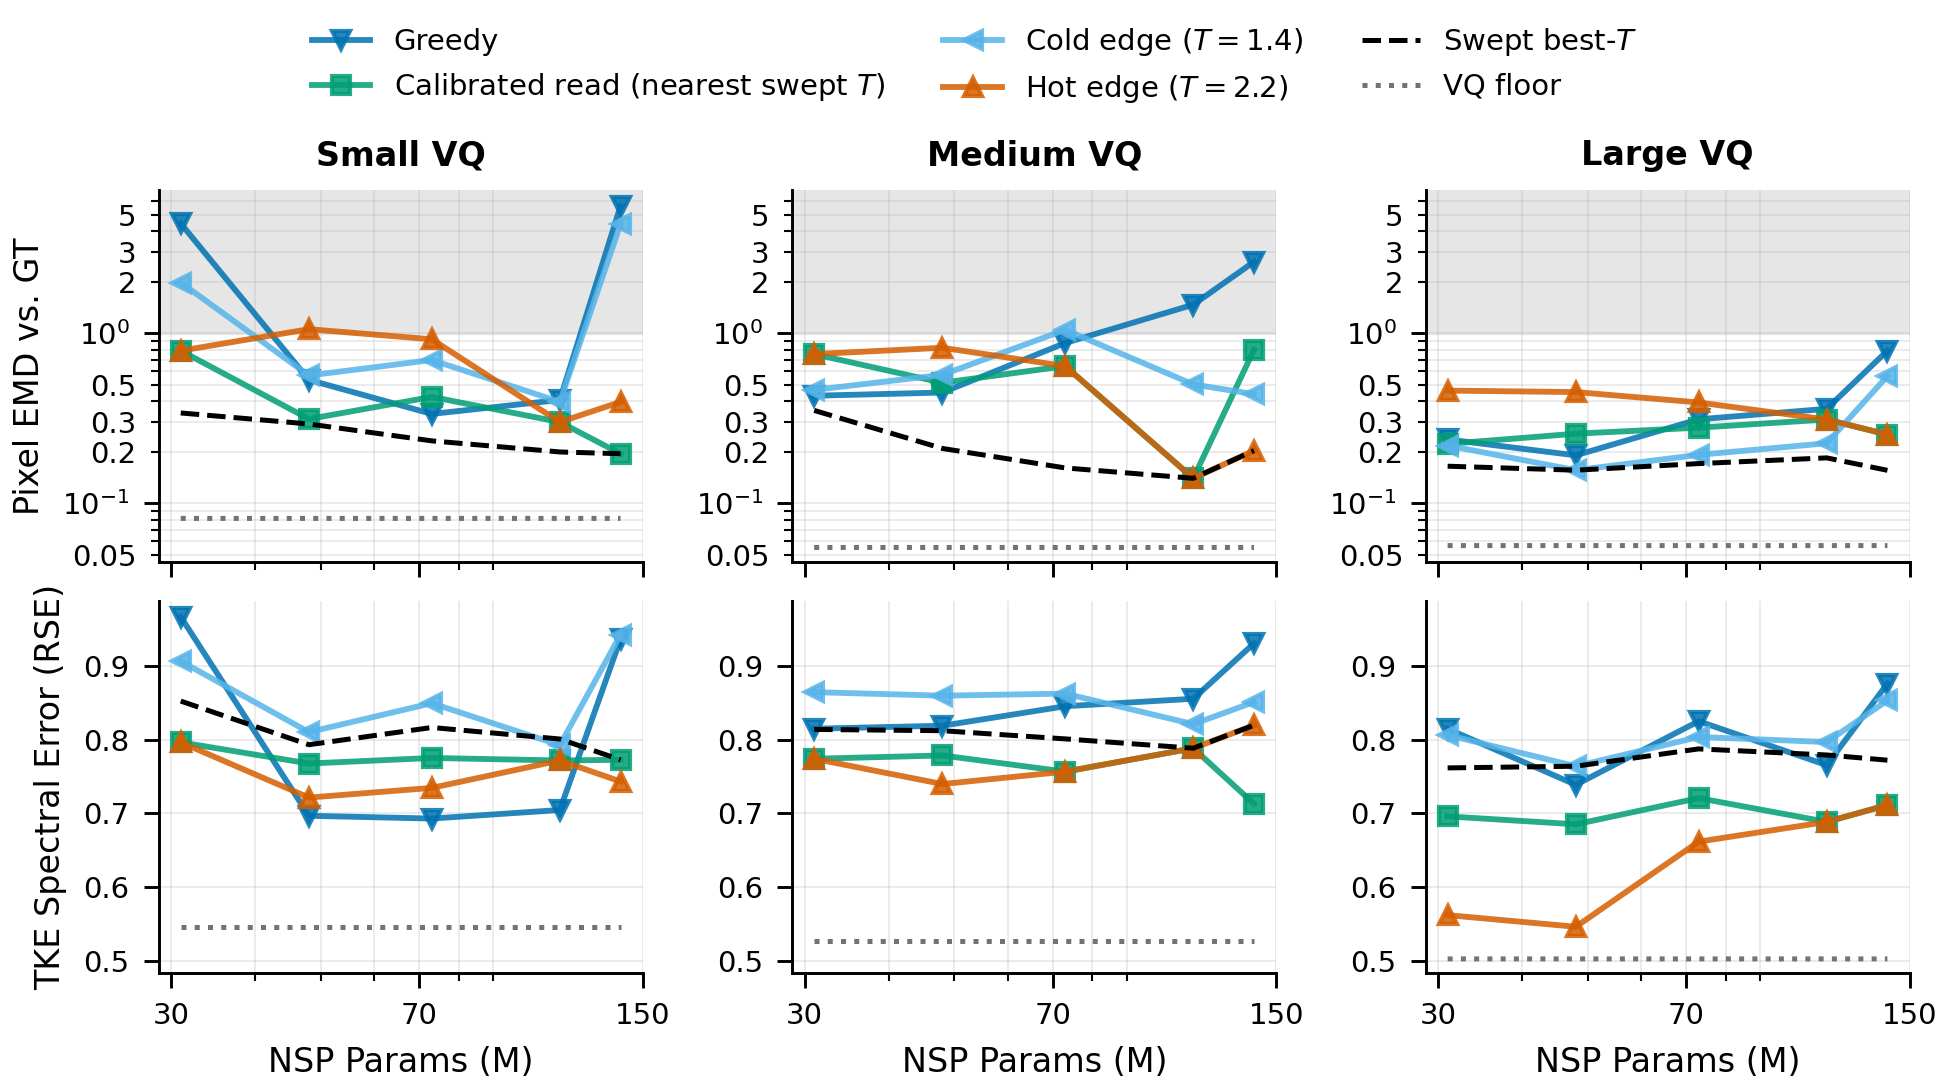 Greedy
Cold edge (T = 1.4)
Swept best-T
Calibrated read (nearest swept T)
Hot edge (T = 2.2)
VQ floor
Small VQ
Medium VQ
Large VQ
Pixel EMD vs. GT
5
3
2
10⁰
0.5
0.3
0.2
10⁻¹
0.05
5
3
2
10⁰
0.5
0.3
0.2
10⁻¹
0.05
5
3
2
10⁰
0.5
0.3
0.2
10⁻¹
0.05
TKE Spectral Error (RSE)
0.9
0.8
0.7
0.6
0.5
0.9
0.8
0.7
0.6
0.5
0.9
0.8
0.7
0.6
0.5
30 70 150
30 70 150
30 70 150
NSP Params (M)
NSP Params (M)
NSP Params (M)